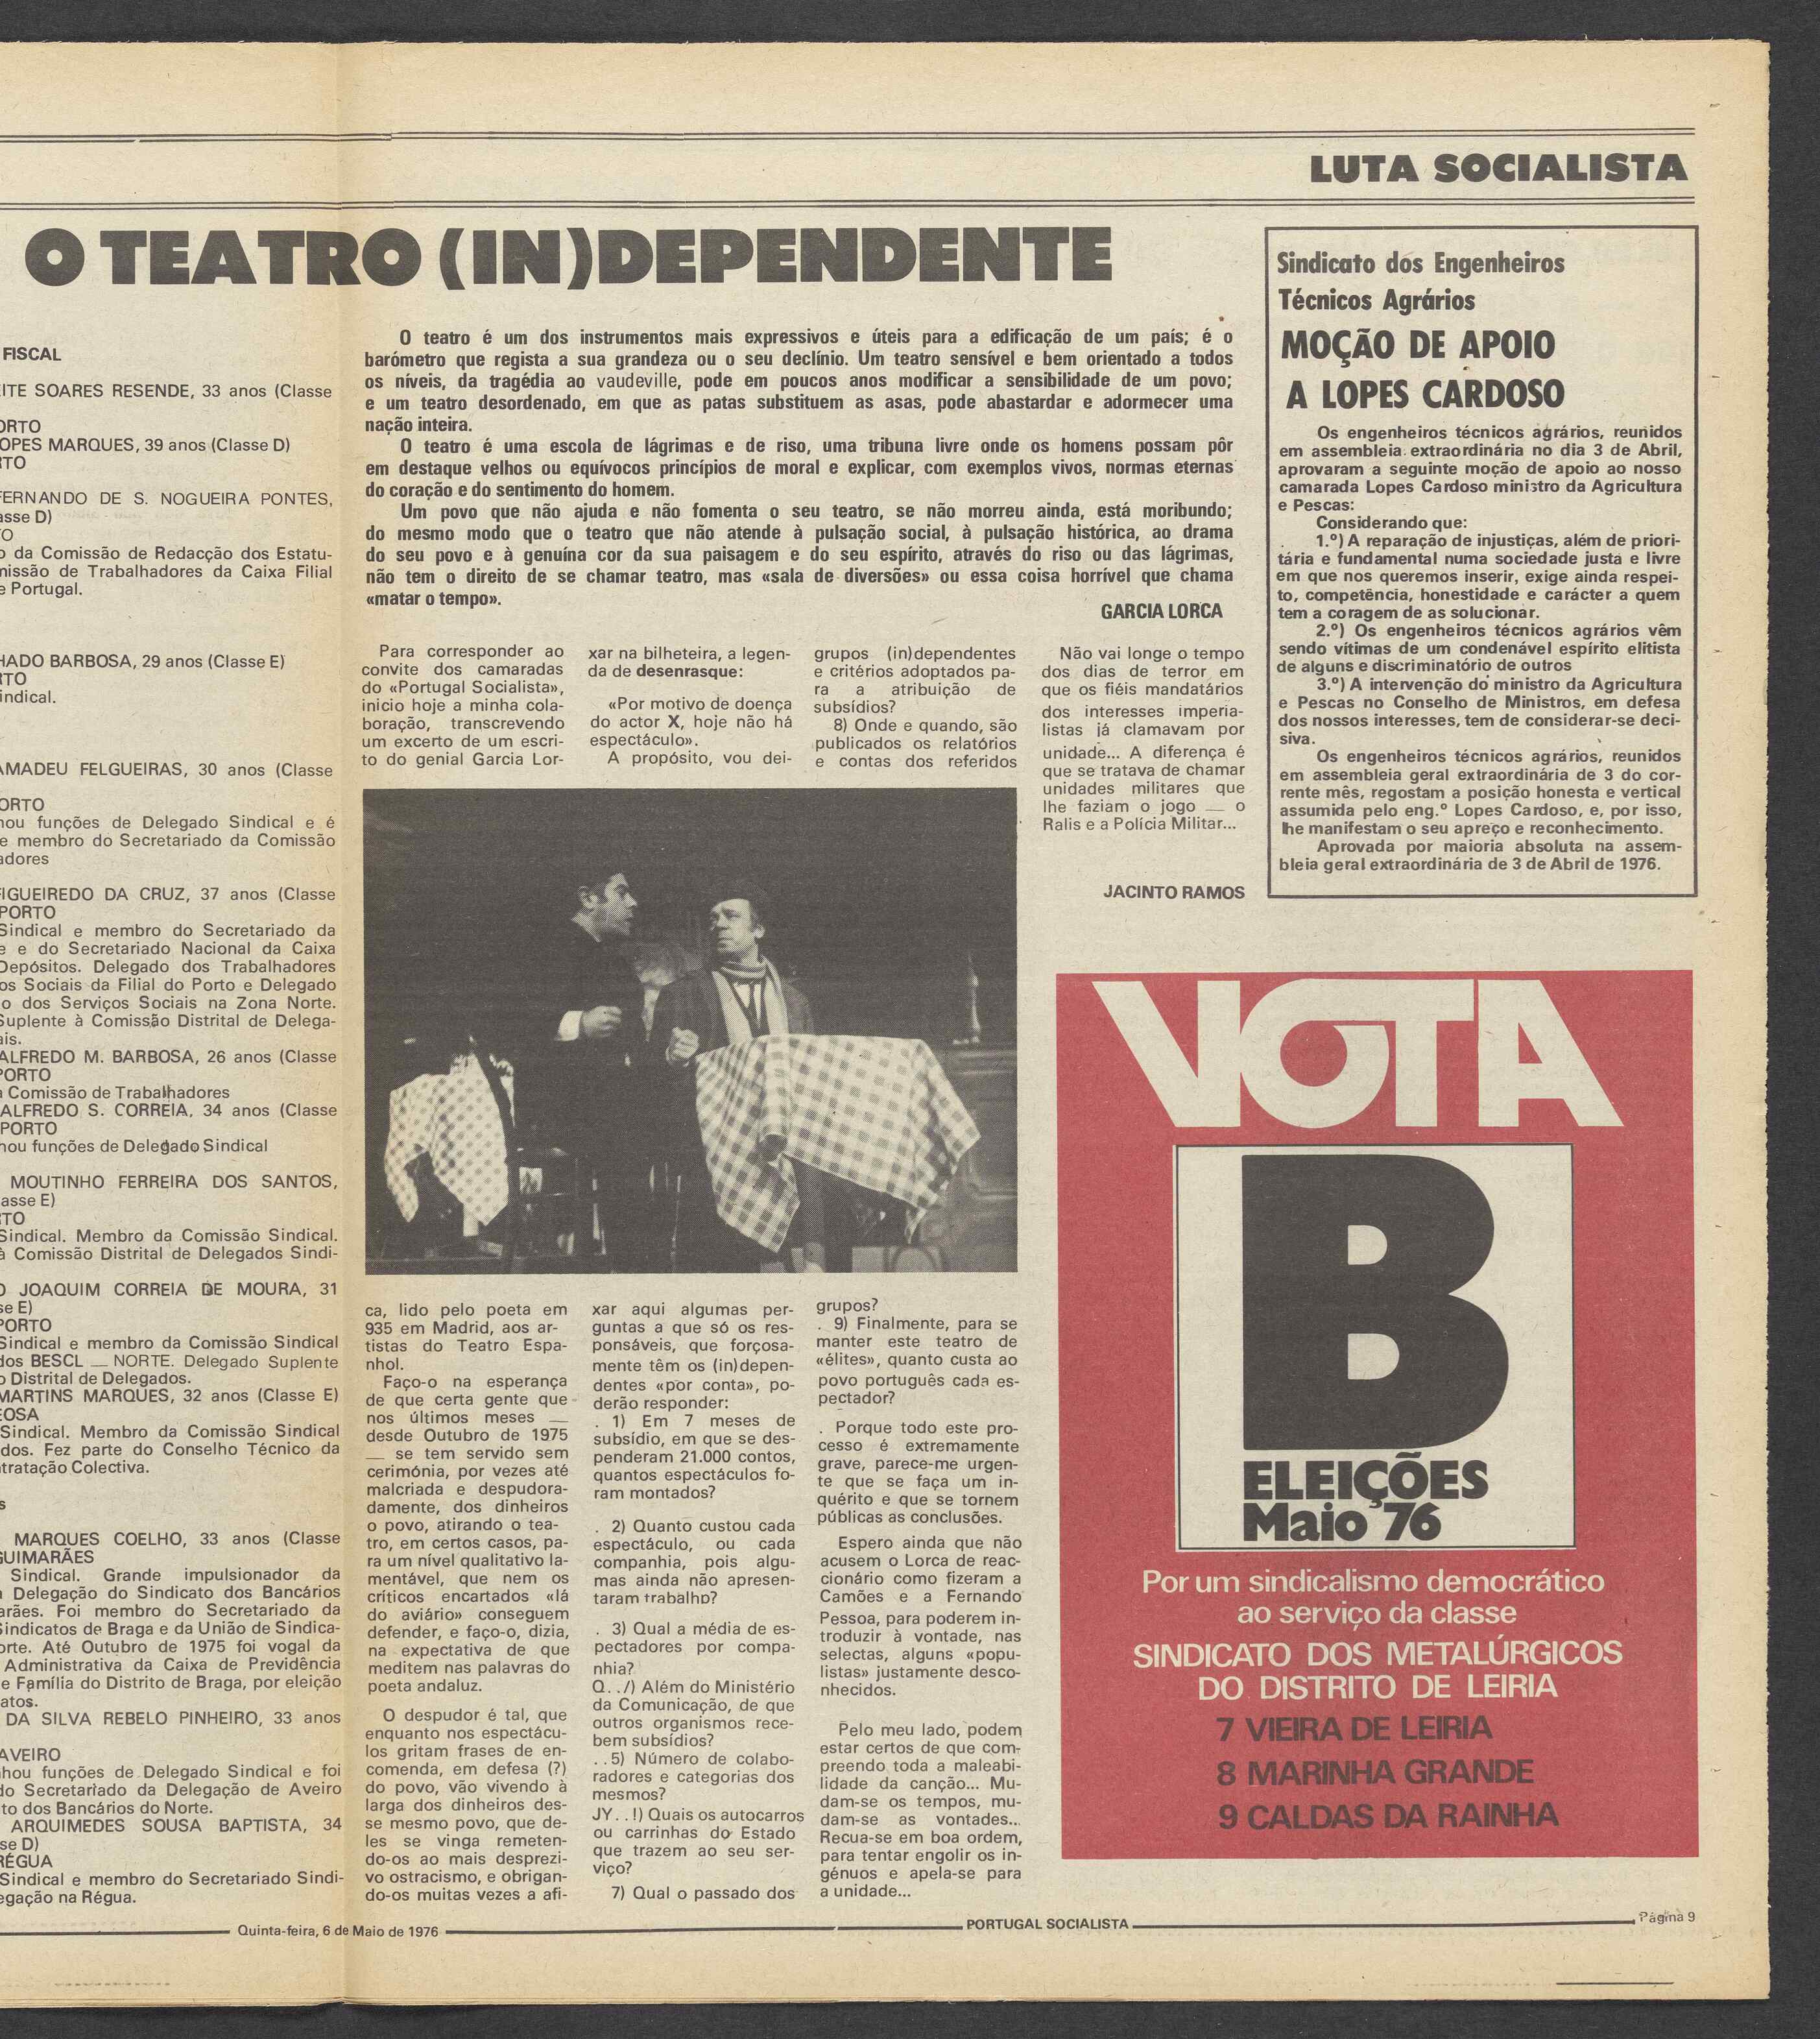 LUTA SOCIALISTA
O TEATRO (IN)DEPENDENTE
FISCAL
ITE SOARES RESENDE, 33 anos (Classe
ORTO
OPES MARQUES, 39 anos (Classe D)
RTO
FERNANDO DE S. NOGUEIRA PONTES,
asse D)
TO
o da Comissão de Redacção dos Estatu-
missão de Trabalhadores da Caixa Filial
e Portugal.
HADO BARBOSA, 29 anos (Classe E)
RTO
indical.
AMADEU FELGUEIRAS, 30 anos (Classe
ORTO
nou funções de Delegado Sindical e é
e membro do Secretariado da Comissão
adores
FIGUEIREDO DA CRUZ, 37 anos (Classe
PORTO
Sindical e membro do Secretariado da
e e do Secretariado Nacional da Caixa
Depósitos. Delegado dos Trabalhadores
os Sociais da Filial do Porto e Delegado
o dos Serviços Sociais na Zona Norte.
Suplente à Comissão Distrital de Delega-
ais.
ALFREDO M. BARBOSA, 26 anos (Classe
PORTO
a Comissão de Trabalhadores
ALFREDO S. CORREIA, 34 anos (Classe
PORTO
nou funções de Delegado Sindical
MOUTINHO FERREIRA DOS SANTOS,
asse E)
RTO
Sindical. Membro da Comissão Sindical.
à Comissão Distrital de Delegados Sindi-
O JOAQUIM CORREIA DE MOURA, 31
se E)
PORTO
Sindical e membro da Comissão Sindical
dos BESCL — NORTE. Delegado Suplente
o Distrital de Delegados.
MARTINS MARQUES, 32 anos (Classe E)
EOSA
Sindical. Membro da Comissão Sindical
dos. Fez parte do Conselho Técnico da
tratação Colectiva.
s
MARQUES COELHO, 33 anos (Classe
GUIMARÃES
Sindical. Grande impulsionador da
a Delegação do Sindicato dos Bancários
arães. Foi membro do Secretariado da
Sindicatos de Braga e da União de Sindica-
orte. Até Outubro de 1975 foi vogal da
Administrativa da Caixa de Previdência
e Família do Distrito de Braga, por eleição
atos.
DA SILVA REBELO PINHEIRO, 33 anos
AVEIRO
nhou funções de Delegado Sindical e foi
do Secretariado da Delegação de Aveiro
to dos Bancários do Norte.
ARQUIMEDES SOUSA BAPTISTA, 34
se D)
RÉGUA
Sindical e membro do Secretariado Sindi-
egação na Régua.
O teatro é um dos instrumentos mais expressivos e úteis para a edificação de um país; é o
barómetro que regista a sua grandeza ou o seu declínio. Um teatro sensível e bem orientado a todos
os níveis, da tragédia ao vaudeville, pode em poucos anos modificar a sensibilidade de um povo;
e um teatro desordenado, em que as patas substituem as asas, pode abastardar e adormecer uma
nação inteira.
O teatro é uma escola de lágrimas e de riso, uma tribuna livre onde os homens possam pôr
em destaque velhos ou equívocos princípios de moral e explicar, com exemplos vivos, normas eternas
do coração e do sentimento do homem.
Um povo que não ajuda e não fomenta o seu teatro, se não morreu ainda, está moribundo;
do mesmo modo que o teatro que não atende à pulsação social, à pulsação histórica, ao drama
do seu povo e à genuína cor da sua paisagem e do seu espírito, através do riso ou das lágrimas,
não tem o direito de se chamar teatro, mas «sala de diversões» ou essa coisa horrível que chama
«matar o tempo».
GARCIA LORCA
Para corresponder ao
convite dos camaradas
do «Portugal Socialista»,
inicio hoje a minha cola-
boração, transcrevendo
um excerto de um escri-
to do genial Garcia Lor-
ca, lido pelo poeta em
935 em Madrid, aos ar-
tistas do Teatro Espa-
nhol.
Faço-o na esperança
de que certa gente que
nos últimos meses —
desde Outubro de 1975
— se tem servido sem
cerimónia, por vezes até
malcriada e despudora-
damente, dos dinheiros
o povo, atirando o tea-
tro, em certos casos, pa-
ra um nível qualitativo la-
mentável, que nem os
críticos encartados «lá
do aviário» conseguem
defender, e faço-o, dizia,
na expectativa de que
meditem nas palavras do
poeta andaluz.
O despudor é tal, que
enquanto nos espectácu-
los gritam frases de en-
comenda, em defesa (?)
do povo, vão vivendo à
larga dos dinheiros des-
se mesmo povo, que de-
les se vinga remeten-
do-os ao mais desprezi-
vo ostracismo, e obrigan-
do-os muitas vezes a afi-
xar na bilheteira, a legen-
da de desenrasque:
«Por motivo de doença
do actor X, hoje não há
espectáculo».
A propósito, vou dei-
xar aqui algumas per-
guntas a que só os res-
ponsáveis, que forçosa-
mente têm os (in)depen-
dentes «por conta», po-
derão responder:
. 1) Em 7 meses de
subsídio, em que se des-
penderam 21.000 contos,
quantos espectáculos fo-
ram montados?
. 2) Quanto custou cada
espectáculo, ou cada
companhia, pois algu-
mas ainda não apresen-
taram trabalho?
. 3) Qual a média de es-
pectadores por compa-
nhia?
Q. ./) Além do Ministério
da Comunicação, de que
outros organismos rece-
bem subsídios?
. . 5) Número de colabo-
radores e categorias dos
mesmos?
JY. . !) Quais os autocarros
ou carrinhas do Estado
que trazem ao seu ser-
viço?
7) Qual o passado dos
grupos (in)dependentes
e critérios adoptados pa-
ra a atribuição de
subsídios?
8) Onde e quando, são
publicados os relatórios
e contas dos referidos
grupos?
. 9) Finalmente, para se
manter este teatro de
«élites», quanto custa ao
povo português cada es-
pectador?
. Porque todo este pro-
cesso é extremamente
grave, parece-me urgen-
te que se faça um in-
quérito e que se tornem
públicas as conclusões.
Espero ainda que não
acusem o Lorca de reac-
cionário como fizeram a
Camões e a Fernando
Pessoa, para poderem in-
troduzir à vontade, nas
selectas, alguns «popu-
listas» justamente desco-
nhecidos.
Pelo meu lado, podem
estar certos de que com-
preendo toda a maleabi-
lidade da canção... Mu-
dam-se os tempos, mu-
dam-se as vontades...
Recua-se em boa ordem,
para tentar engolir os in-
génuos e apela-se para
a unidade...
Não vai longe o tempo
dos dias de terror em
que os fiéis mandatários
dos interesses imperia-
listas já clamavam por
unidade... A diferença é
que se tratava de chamar
unidades militares que
lhe faziam o jogo — o
Ralis e a Polícia Militar...
JACINTO RAMOS
Sindicato dos Engenheiros
Técnicos Agrários
MOÇÃO DE APOIO
A LOPES CARDOSO
Os engenheiros técnicos agrários, reunidos
em assembleia extraordinária no dia 3 de Abril,
aprovaram a seguinte moção de apoio ao nosso
camarada Lopes Cardoso ministro da Agricultura
e Pescas:
Considerando que:
1.º) A reparação de injustiças, além de priori-
tária e fundamental numa sociedade justa e livre
em que nos queremos inserir, exige ainda respei-
to, competência, honestidade e carácter a quem
tem a coragem de as solucionar.
2.º) Os engenheiros técnicos agrários vêm
sendo vítimas de um condenável espírito elitista
de alguns e discriminatório de outros
3.º) A intervenção do ministro da Agricultura
e Pescas no Conselho de Ministros, em defesa
dos nossos interesses, tem de considerar-se deci-
siva.
Os engenheiros técnicos agrários, reunidos
em assembleia geral extraordinária de 3 do cor-
rente mês, regostam a posição honesta e vertical
assumida pelo eng.º Lopes Cardoso, e, por isso,
lhe manifestam o seu apreço e reconhecimento.
Aprovada por maioria absoluta na assem-
bleia geral extraordinária de 3 de Abril de 1976.
VOTA
B
ELEIÇÕES
Maio 76
Por um sindicalismo democrático
ao serviço da classe
SINDICATO DOS METALÚRGICOS
DO DISTRITO DE LEIRIA
7 VIEIRA DE LEIRIA
8 MARINHA GRANDE
9 CALDAS DA RAINHA
Quinta-feira, 6 de Maio de 1976
PORTUGAL SOCIALISTA
Página 9